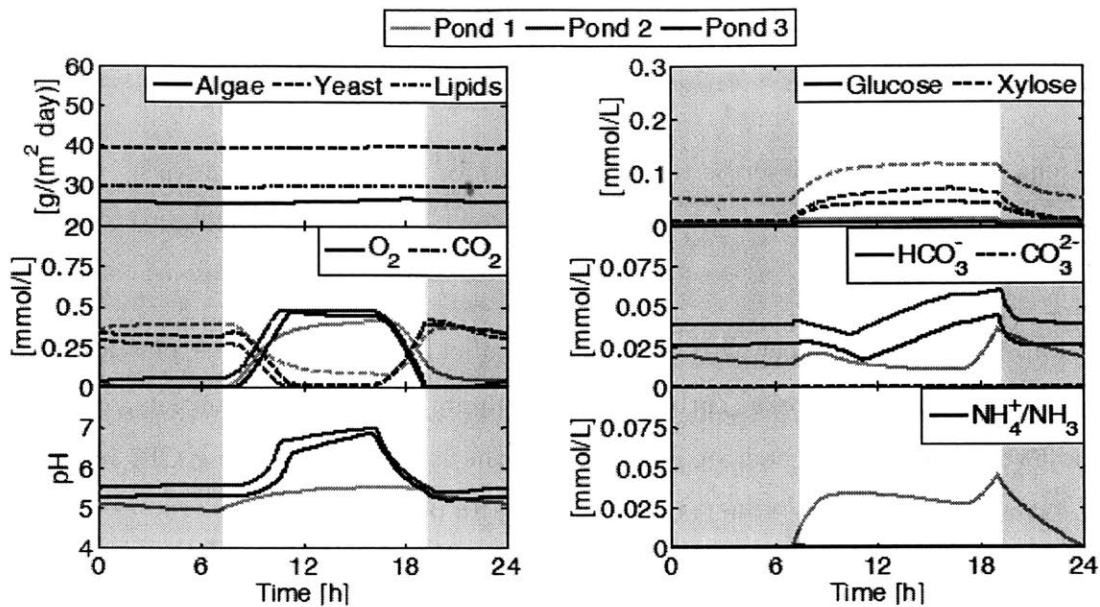 Pond 1 Pond 2 Pond 3
60
50
40
30
20
[g/(m² day)]
Algae Yeast Lipids
0.75
0.5
0.25
0
[mmol/L]
O₂ CO₂
7
6
5
4
pH
0 6 12 18 24
Time [h]
0.3
0.2
0.1
0
[mmol/L]
Glucose Xylose
0.075
0.05
0.025
0
[mmol/L]
HCO₃⁻ CO₃²⁻
0.075
0.05
0.025
0
[mmol/L]
NH₄⁺/NH₃
0 6 12 18 24
Time [h]